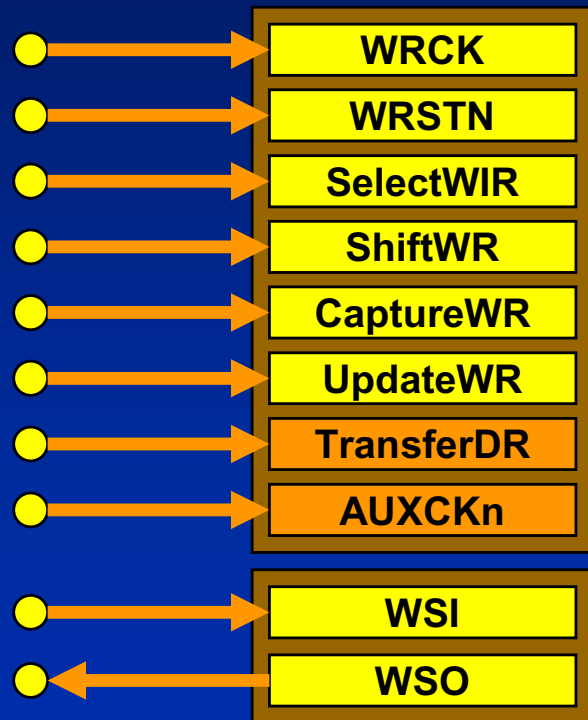 WRCK
WRSTN
SelectWIR
ShiftWR
CaptureWR
UpdateWR
TransferDR
AUXCKn
WSI
WSO